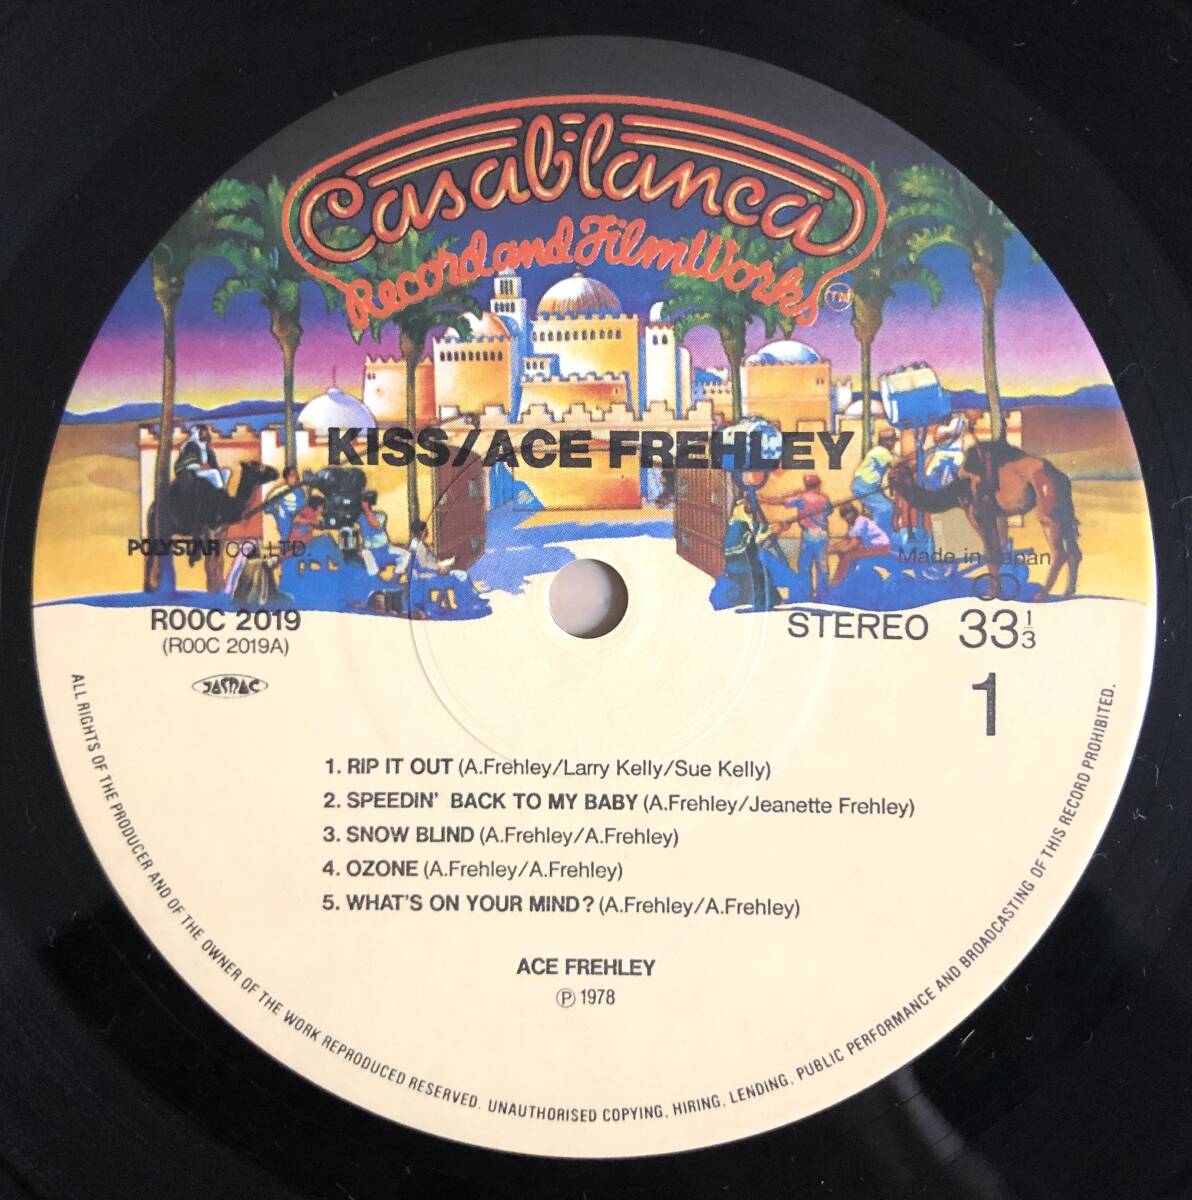 Casablanca
Record and FilmWorks
TM
KISS/ACE FREHLEY
POLYSTAR CO., LTD.
Made in Japan
R00C 2019
(R00C 2019A)
JASRAC
STEREO 33 1/3
1
1. RIP IT OUT (A.Frehley/Larry Kelly/Sue Kelly)
2. SPEEDIN' BACK TO MY BABY (A.Frehley/Jeanette Frehley)
3. SNOW BLIND (A.Frehley/A.Frehley)
4. OZONE (A.Frehley/A.Frehley)
5. WHAT'S ON YOUR MIND? (A.Frehley/A.Frehley)
ACE FREHLEY
Ⓟ 1978
ALL RIGHTS OF THE PRODUCER AND OF THE OWNER OF THE WORK REPRODUCED RESERVED. UNAUTHORISED COPYING, HIRING, LENDING, PUBLIC PERFORMANCE AND BROADCASTING OF THIS RECORD PROHIBITED.